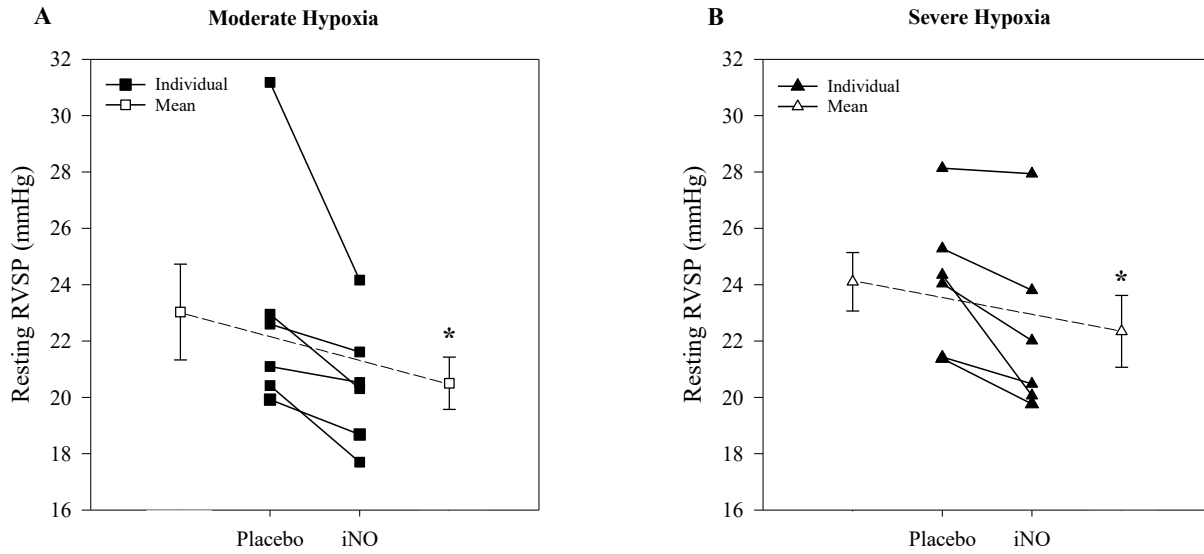 A
Moderate Hypoxia
Individual
Mean
Resting RVSP (mmHg)
32
30
28
26
24
22
20
18
16
*
Placebo
iNO
B
Severe Hypoxia
Individual
Mean
Resting RVSP (mmHg)
32
30
28
26
24
22
20
18
16
*
Placebo
iNO